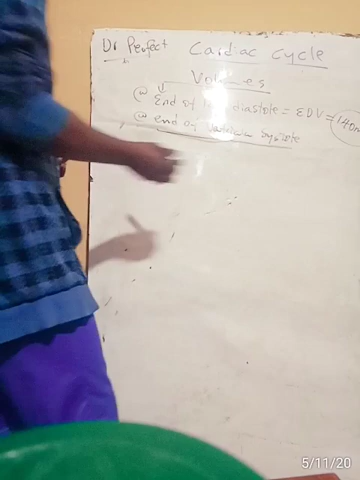 Dr Perfect Cardiac cycle
Volumes
@ End of diastole = EDV = 140m
@ end of systole
5/11/20